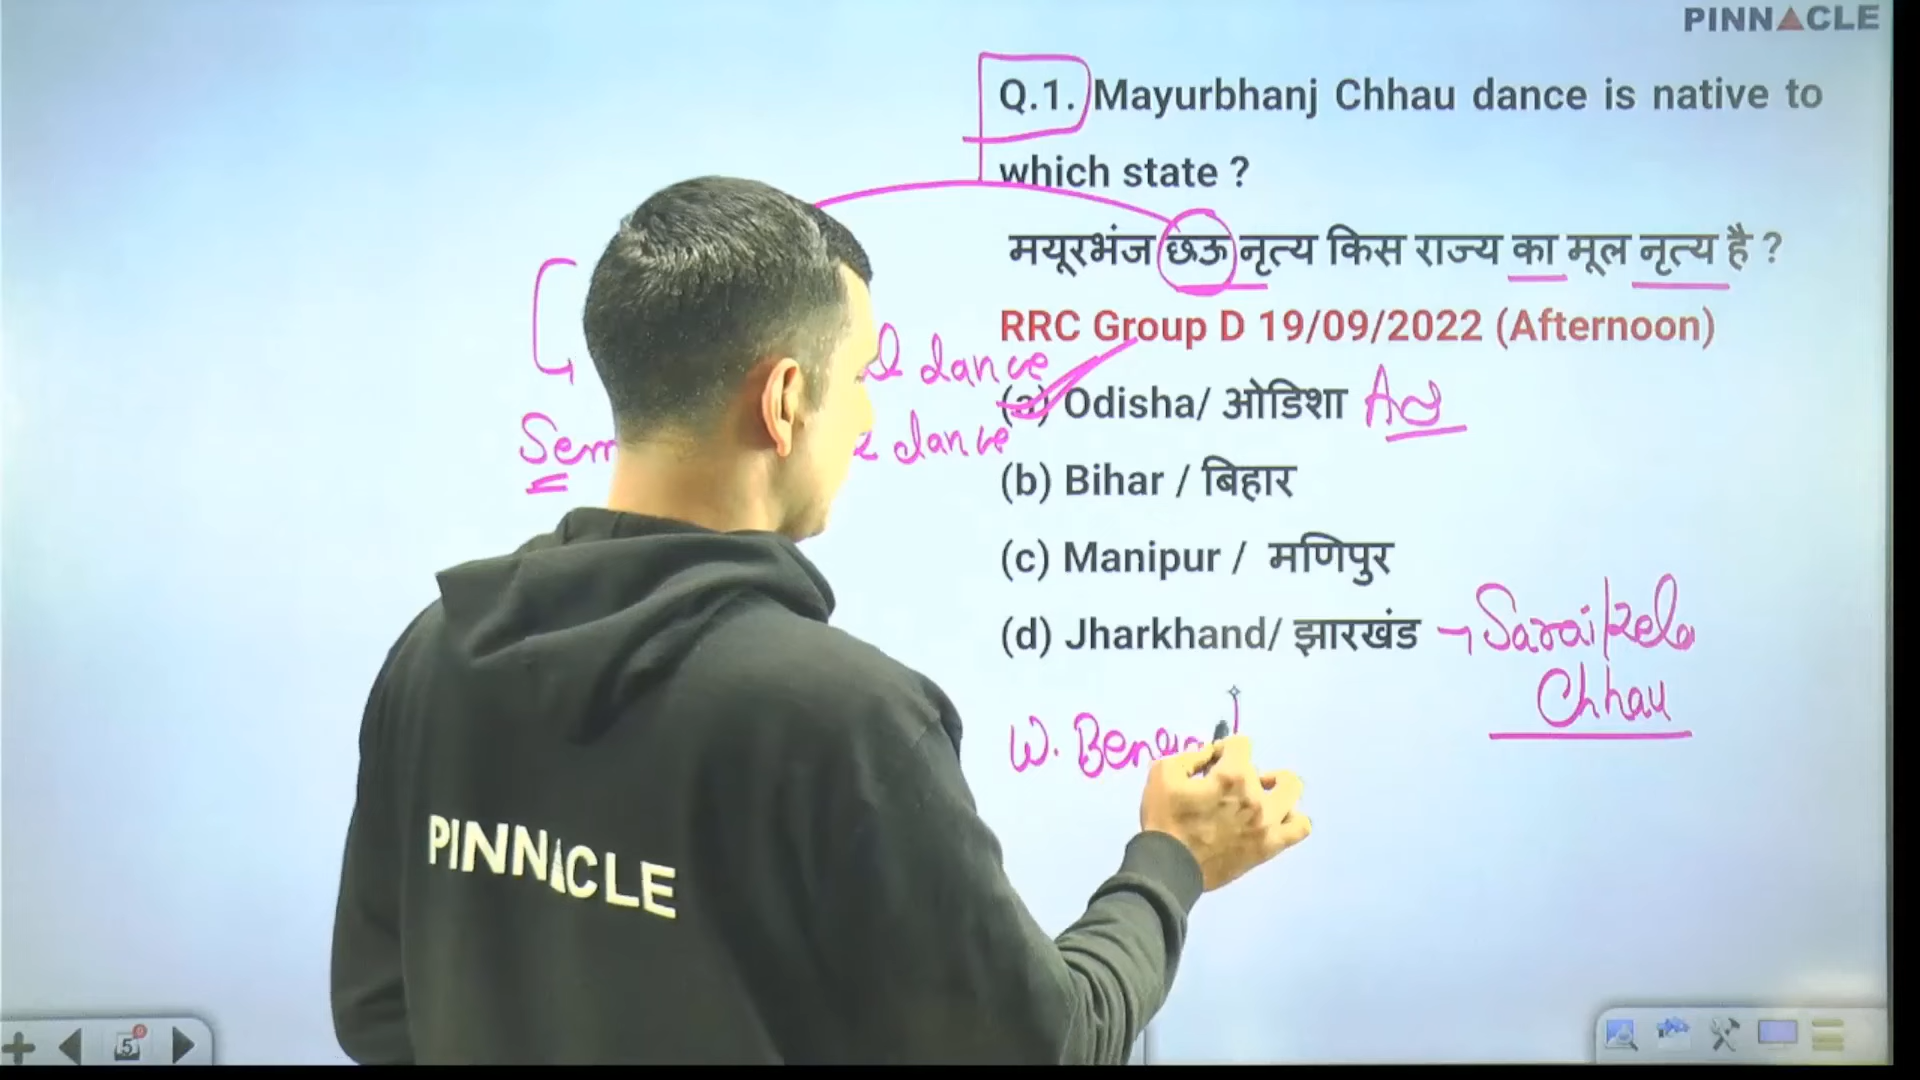 PINNACLE
Q.1. Mayurbhanj Chhau dance is native to
which state ?
मयूरभंज छऊ नृत्य किस राज्य का मूल नृत्य है ?
RRC Group D 19/09/2022 (Afternoon)
dance
(a) Odisha/ ओडिशा
Sem dance
(b) Bihar / बिहार
(c) Manipur / मणिपुर
(d) Jharkhand/ झारखंड → Saraikela
Chhau
W. Bengal
PINNACLE
5